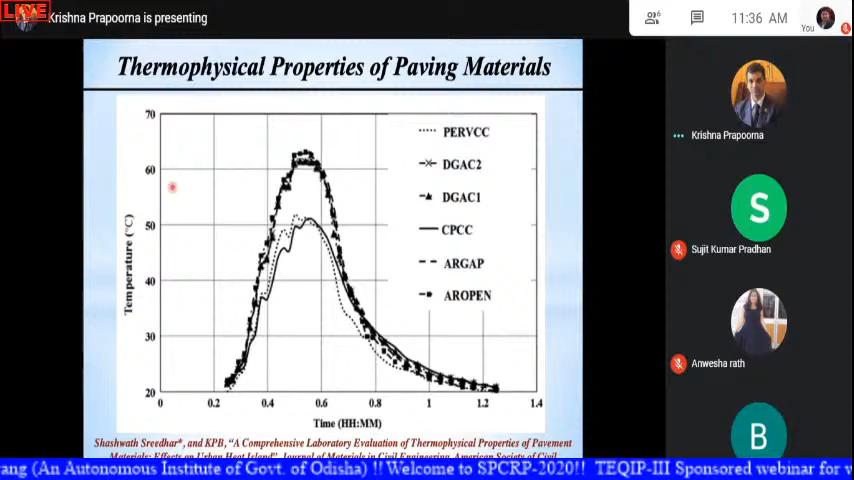 LIVE
Krishna Prapoorna is presenting
6
11:36 AM
You
Thermophysical Properties of Paving Materials
70
60
50
40
30
20
Temperature (°C)
0
0.2
0.4
0.6
0.8
1
1.2
1.4
Time (HH:MM)
PERVCC
DGAC2
DGAC1
CPCC
ARGAP
AROPEN
Shashwath Sreedhar*, and KPB, "A Comprehensive Laboratory Evaluation of Thermophysical Properties of Pavement
Materials: Effects on Urban Heat Island", Journal of Materials in Civil Engineering, American Society of Civil
Krishna Prapoorna
S
Sujit Kumar Pradhan
Anwesha rath
B
ang (An Autonomous Institute of Govt. of Odisha) !! Welcome to SPCRP-2020!! TEQIP-III Sponsored webinar for